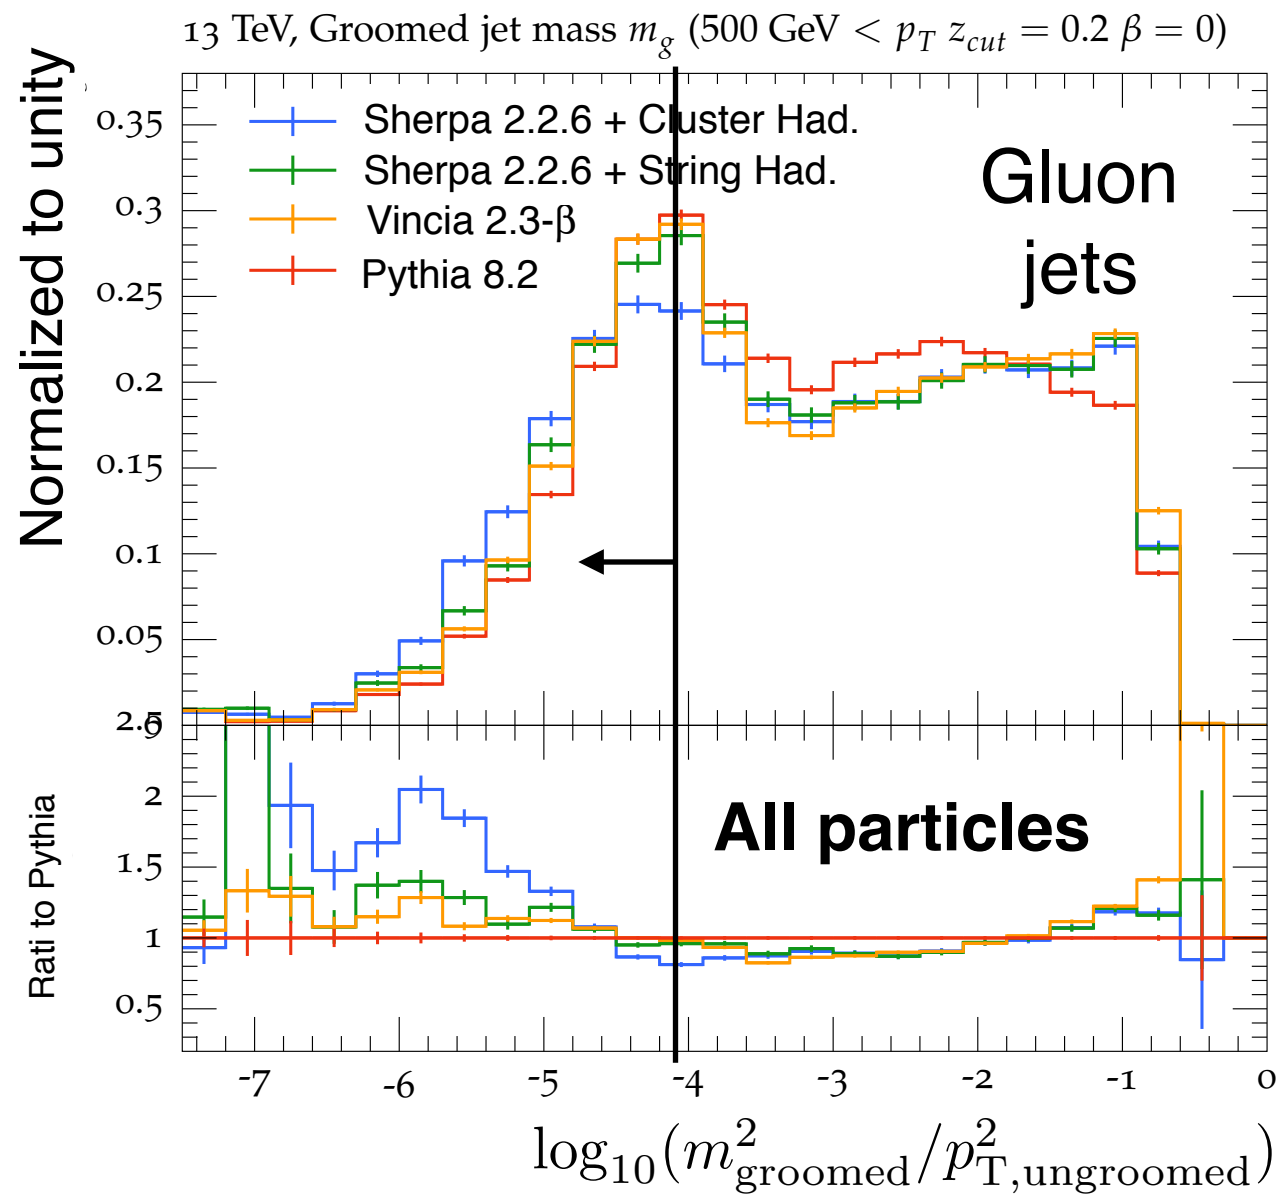 13 TeV, Groomed jet mass m_g (500 GeV < p_T z_cut = 0.2 β = 0)
Normalized to unity
0.35
0.3
0.25
0.2
0.15
0.1
0.05
Sherpa 2.2.6 + Cluster Had.
Sherpa 2.2.6 + String Had.
Vincia 2.3-β
Pythia 8.2
Gluon
jets
Rati to Pythia
2
1.5
1
0.5
All particles
-7 -6 -5 -4 -3 -2 -1 0
log₁₀(m²_groomed/p²_T,ungroomed)